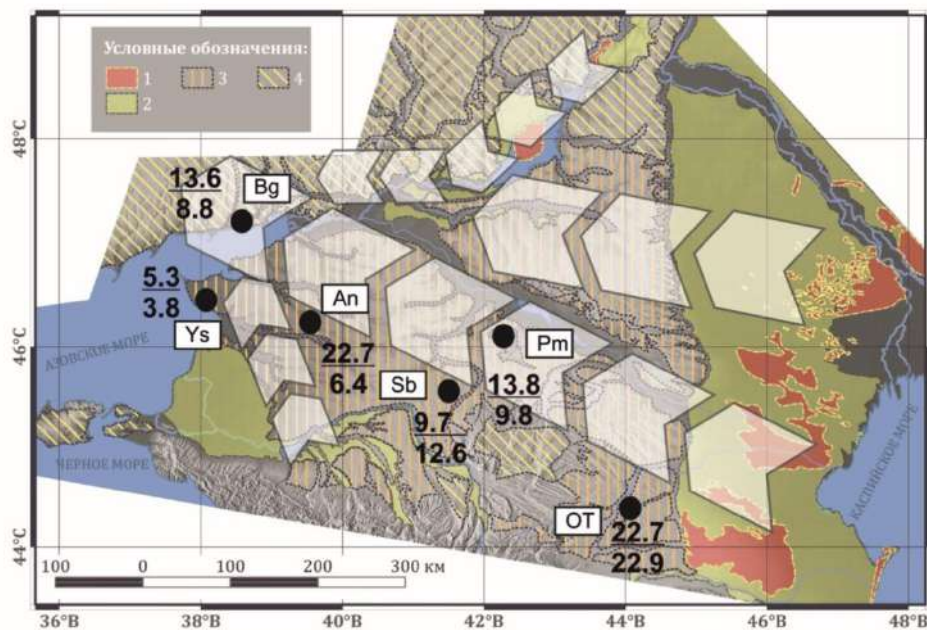 Условные обозначения:
1 3 4
2
48°С
13.6 Bg
8.8
5.3
3.8 Ys
An
22.7
6.4
АЗОВСКОЕ МОРЕ
46°С
Pm
Sb 13.8
9.7 9.8
12.6
ЧЕРНОЕ МОРЕ
КАСПИЙСКОЕ МОРЕ
OT
22.7
22.9
44°С
100 0 100 200 300 км
36°В 38°В 40°В 42°В 44°В 46°В 48°В